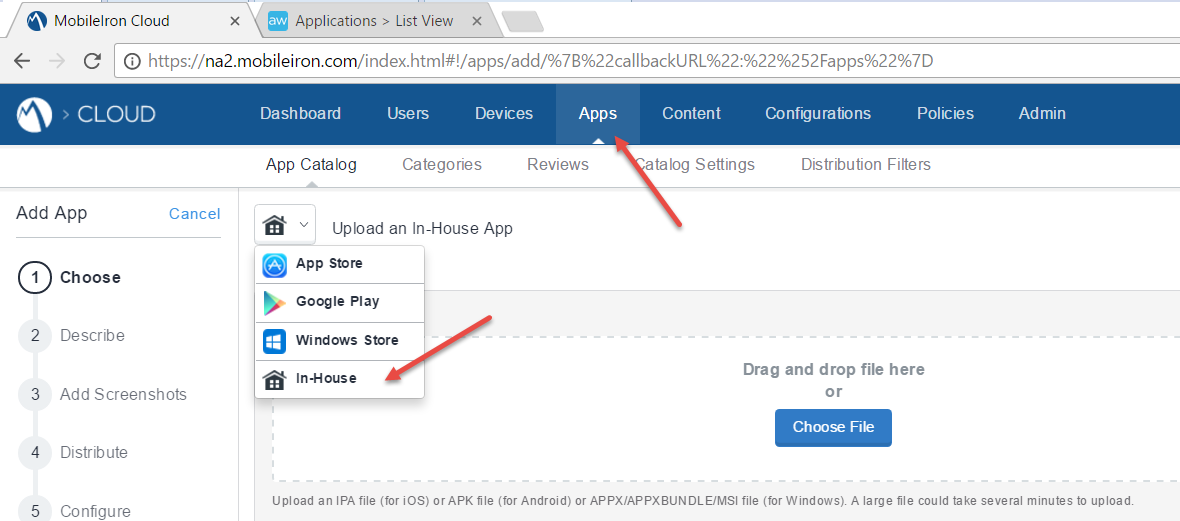 MobileIron Cloud
aw Applications > List View
https://na2.mobileiron.com/index.html#!/apps/add/%7B%22callbackURL%22:%22%252Fapps%22%7D
> CLOUD Dashboard Users Devices Apps Content Configurations Policies Admin
App Catalog Categories Reviews Catalog Settings Distribution Filters
Add App Cancel
Upload an In-House App
App Store
1 Choose
Google Play
2 Describe
Windows Store
In-House
3 Add Screenshots
Drag and drop file here
or
Choose File
4 Distribute
Upload an IPA file (for iOS) or APK file (for Android) or APPX/APPXBUNDLE/MSI file (for Windows). A large file could take several minutes to upload.
5 Configure